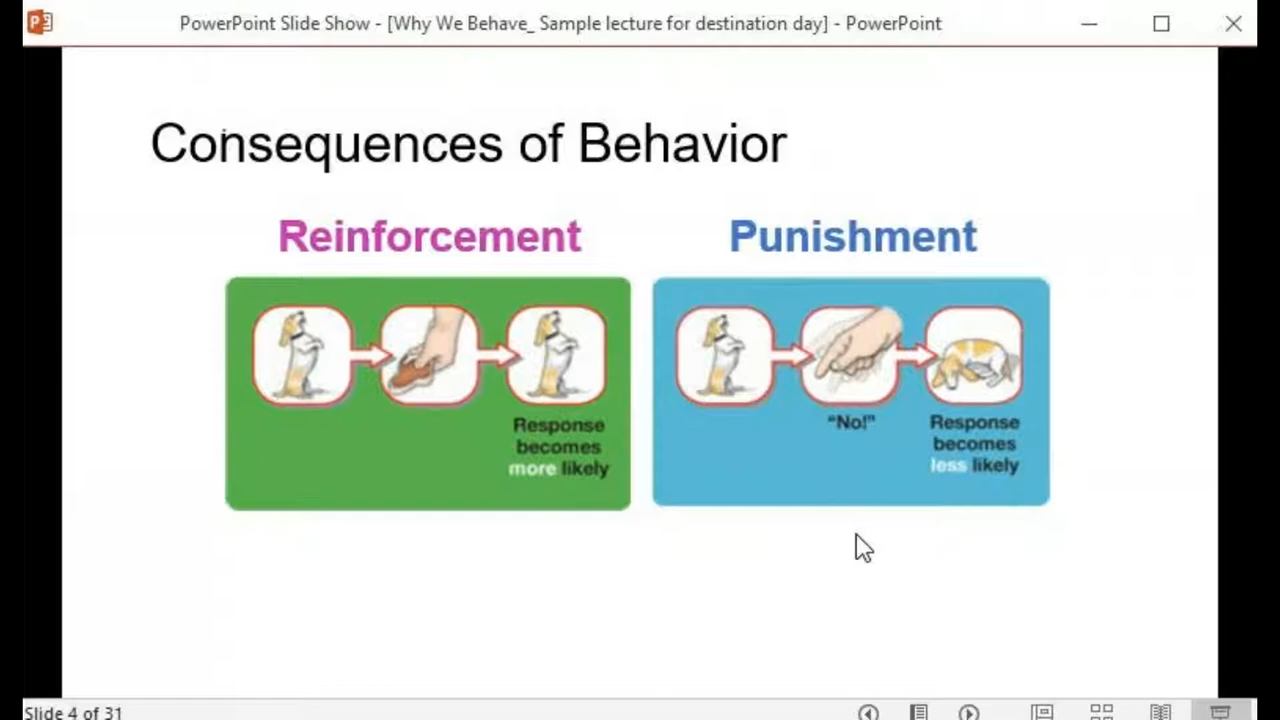 PowerPoint Slide Show - [Why We Behave_ Sample lecture for destination day] - PowerPoint
Consequences of Behavior
Reinforcement
Punishment
Response
becomes
more likely
"No!"
Response
becomes
less likely
Slide 4 of 31